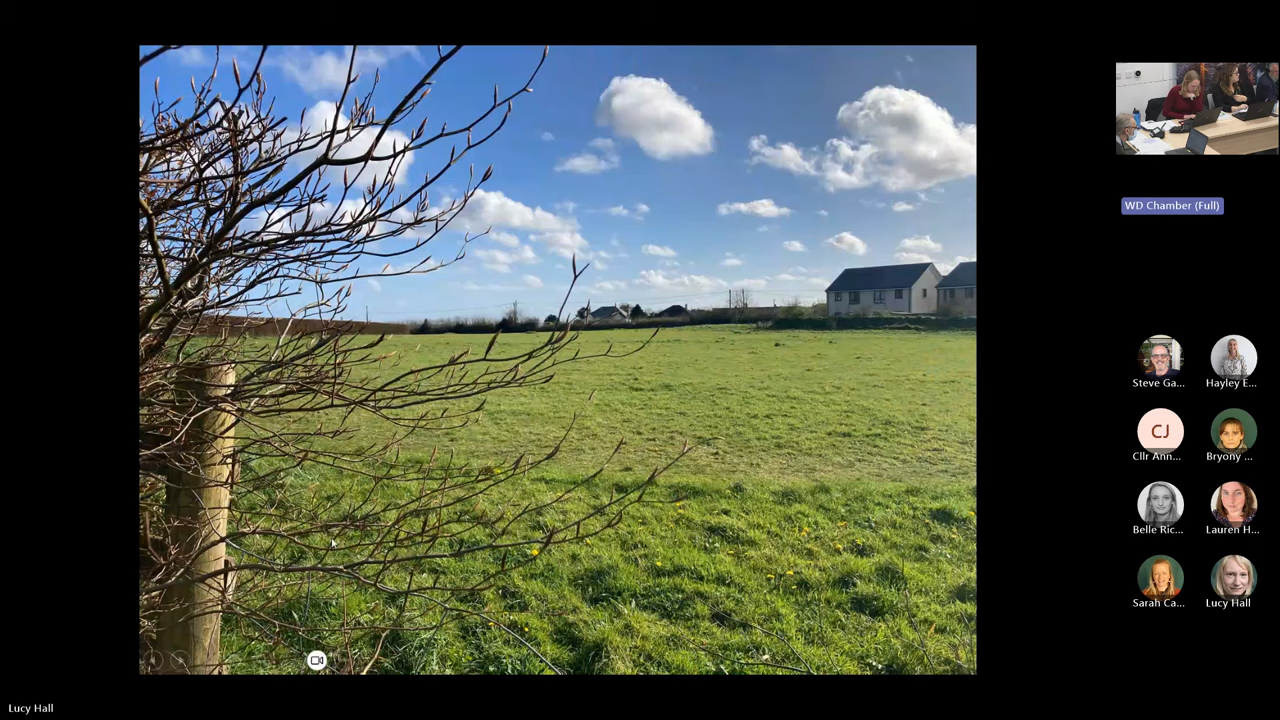 WD Chamber (Full)
Steve Ga...
Hayley E...
CJ
Cllr Ann...
Bryony ...
Belle Ric...
Lauren H...
Sarah Ca...
Lucy Hall
Lucy Hall